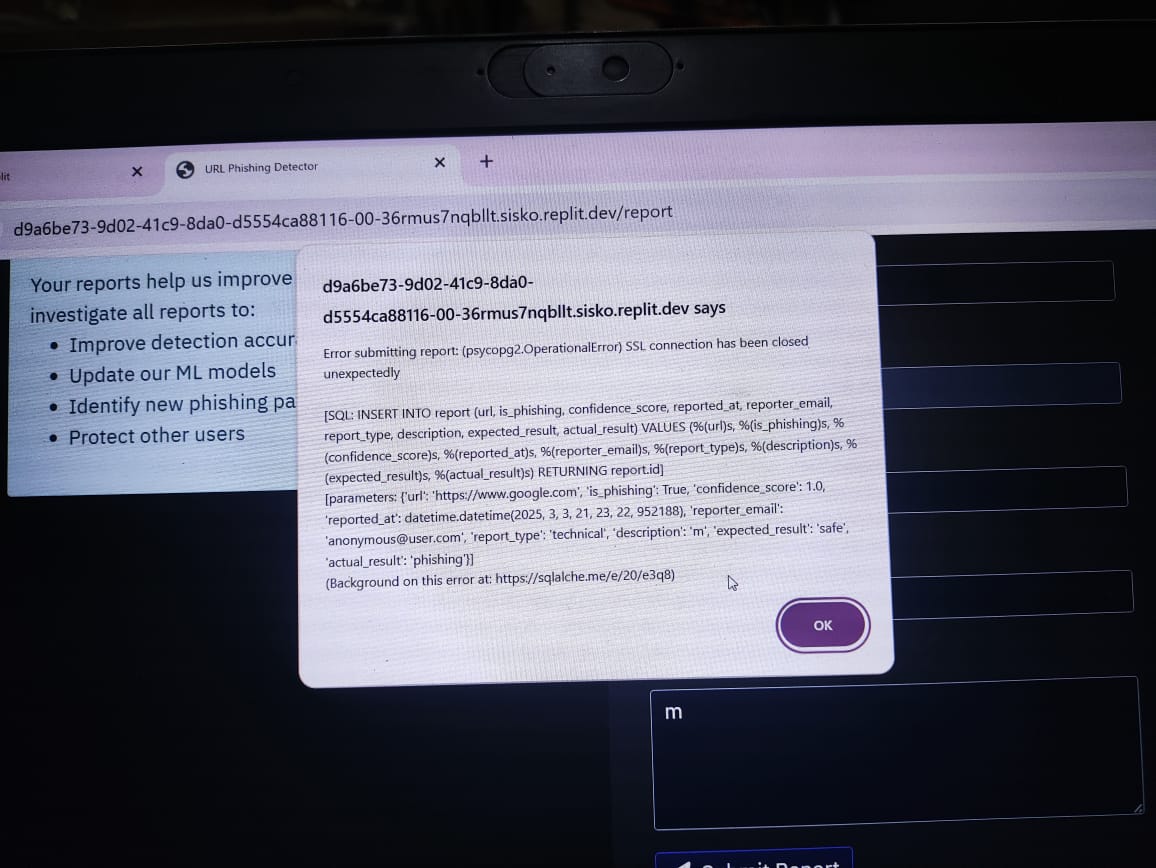 lit
URL Phishing Detector
d9a6be73-9d02-41c9-8da0-d5554ca88116-00-36rmus7nqbllt.sisko.replit.dev/report
Your reports help us improve
investigate all reports to:
Improve detection accur
Update our ML models
Identify new phishing pa
Protect other users
d9a6be73-9d02-41c9-8da0-
d5554ca88116-00-36rmus7nqbllt.sisko.replit.dev says
Error submitting report: (psycopg2.OperationalError) SSL connection has been closed
unexpectedly
[SQL: INSERT INTO report (url, is_phishing, confidence_score, reported_at, reporter_email,
report_type, description, expected_result, actual_result) VALUES (%(url)s, %(is_phishing)s, %
(confidence_score)s, %(reported_at)s, %(reporter_email)s, %(report_type)s, %(description)s, %
(expected_result)s, %(actual_result)s) RETURNING report.id]
[parameters: {'url': 'https://www.google.com', 'is_phishing': True, 'confidence_score': 1.0,
'reported_at': datetime.datetime(2025, 3, 3, 21, 23, 22, 952188), 'reporter_email':
'anonymous@user.com', 'report_type': 'technical', 'description': 'm', 'expected_result': 'safe',
'actual_result': 'phishing'}]
(Background on this error at: https://sqlalche.me/e/20/e3q8)
OK
m
Submit Report